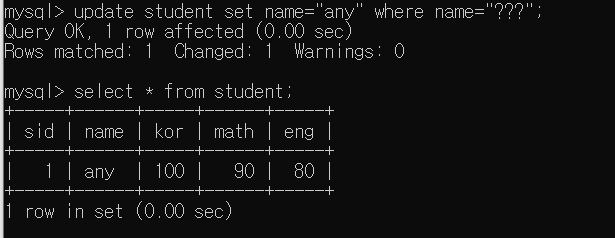 mysql> update student set name="any" where name="???";
Query OK, 1 row affected (0.00 sec)
Rows matched: 1  Changed: 1  Warnings: 0
mysql> select * from student;
+-----+------+-----+------+-----+
| sid | name | kor | math | eng |
+-----+------+-----+------+-----+
|   1 | any  | 100 |   90 |  80 |
+-----+------+-----+------+-----+
1 row in set (0.00 sec)